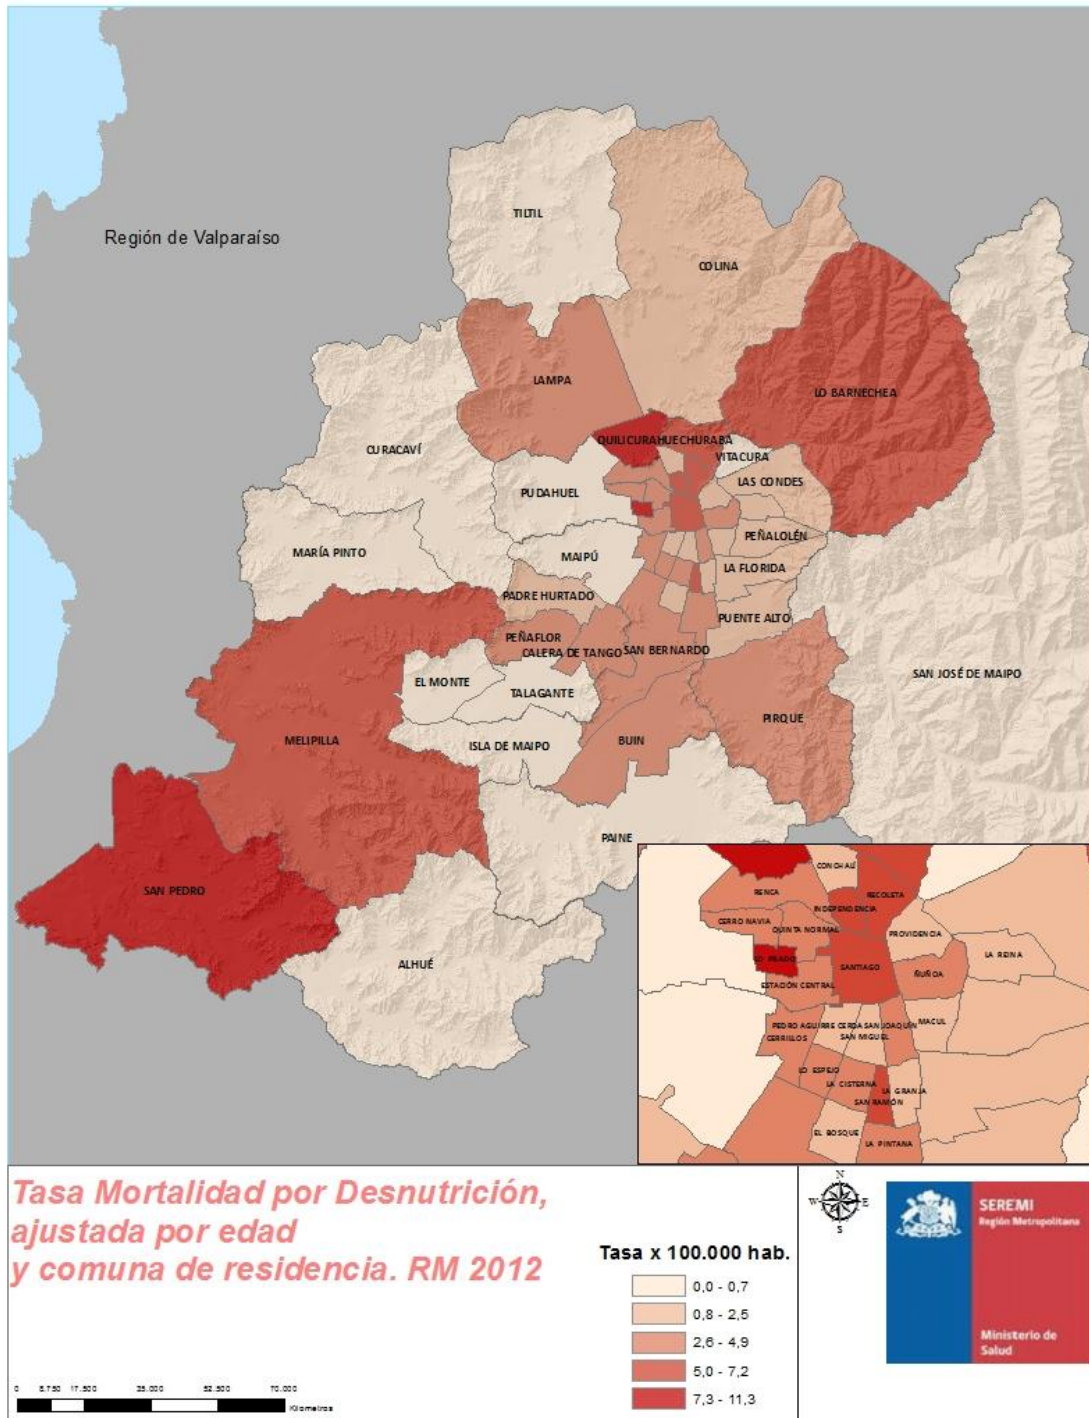 TILTIL
Región de Valparaíso
COLINA
LAMPA
LO BARNECHEA
QUILICURA
HUECHURABA
CURACAVÍ
VITACURA
LAS CONDES
PUDAHUEL
PEÑALOLÉN
MARÍA PINTO
MAIPÚ
LA FLORIDA
PADRE HURTADO
PUENTE ALTO
PEÑAFLOR
CALERA DE TANGO
SAN BERNARDO
EL MONTE
SAN JOSÉ DE MAIPO
TALAGANTE
PIRQUE
MELIPILLA
ISLA DE MAIPO
BUIN
PAINE
SAN PEDRO
ALHUÉ
CONCHALÍ
RENCA
RECOLETA
INDEPENDENCIA
CERRO NAVIA
QUINTA NORMAL
PROVIDENCIA
LA REINA
LO PRADO
SANTIAGO
ÑUÑOA
ESTACIÓN CENTRAL
PEDRO AGUIRRE CERDA
SAN JOAQUÍN
MACUL
CERRILLOS
SAN MIGUEL
LO ESPEJO
LA CISTERNA
LA GRANJA
SAN RAMÓN
EL BOSQUE
LA PINTANA
Tasa Mortalidad por Desnutrición,
ajustada por edad
y comuna de residencia. RM 2012
Tasa x 100.000 hab.
0,0 - 0,7
0,8 - 2,5
2,6 - 4,9
5,0 - 7,2
7,3 - 11,3
0 8.750 17.500 35.000 52.500 70.000
Kilometros
N
W E
S
SEREMI
Región Metropolitana
Ministerio de
Salud